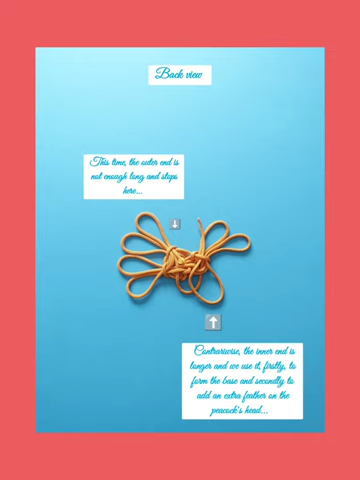 Back view
This time, the outer end is
not enough long and stops
here...
Contrariwise, the inner end is
longer and we use it, firstly, to
form the base and secondly to
add an extra feather on the
peacock's head...